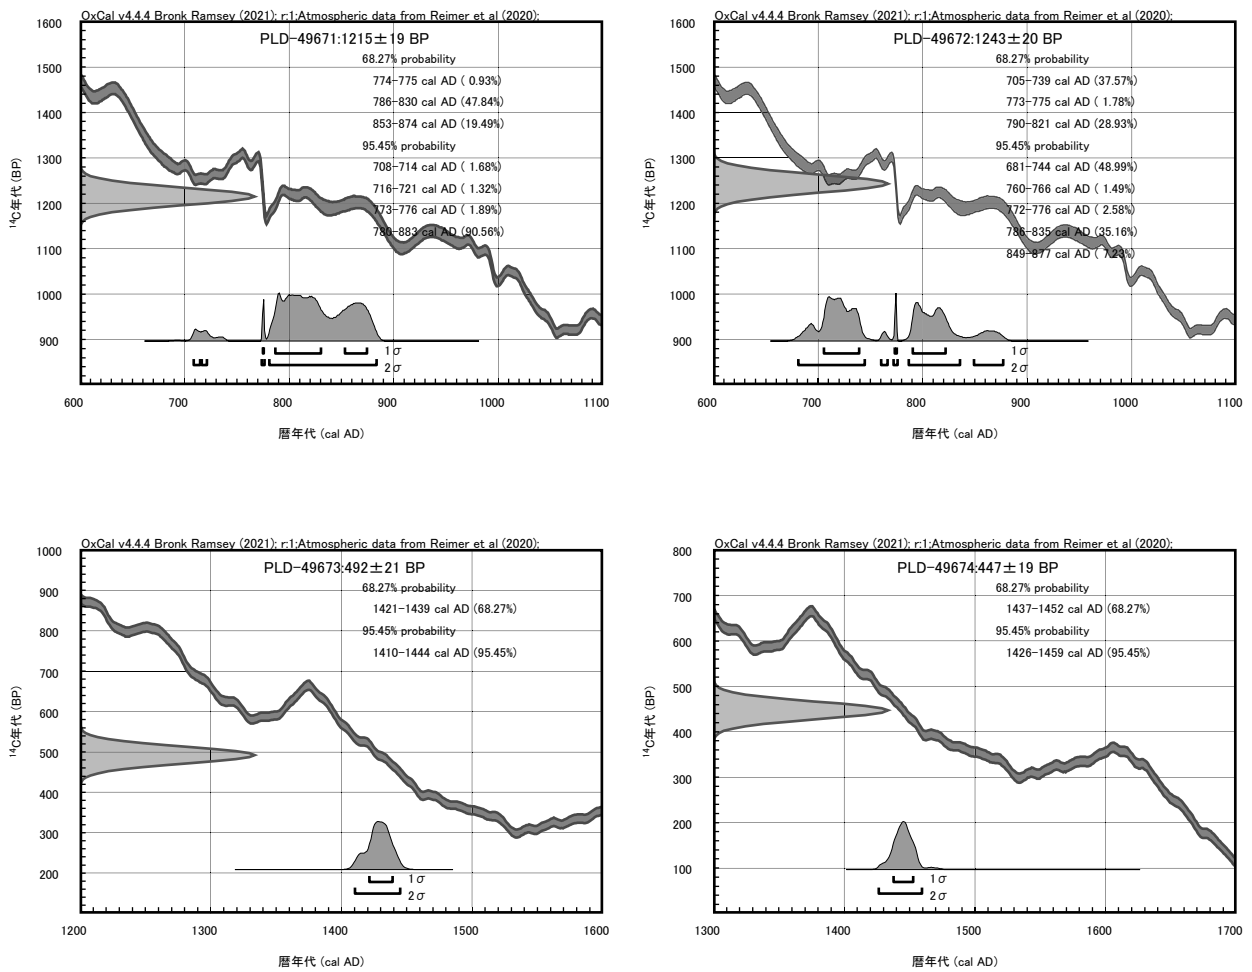 OxCal v4.4.4 Bronk Ramsey (2021); r:1;Atmospheric data from Reimer et al (2020);
PLD-49671:1215±19 BP
68.27% probability
774-775 cal AD ( 0.93%)
786-830 cal AD (47.84%)
853-874 cal AD (19.49%)
95.45% probability
708-714 cal AD ( 1.68%)
716-721 cal AD ( 1.32%)
773-776 cal AD ( 1.89%)
780-883 cal AD (90.56%)
1600
1500
1400
1300
1200
1100
1000
900
14C年代 (BP)
1σ
2σ
600 700 800 900 1000 1100
暦年代 (cal AD)
OxCal v4.4.4 Bronk Ramsey (2021); r:1;Atmospheric data from Reimer et al (2020);
PLD-49672:1243±20 BP
68.27% probability
705-739 cal AD (37.57%)
773-775 cal AD ( 1.78%)
790-821 cal AD (28.93%)
95.45% probability
681-744 cal AD (48.99%)
760-766 cal AD ( 1.49%)
772-776 cal AD ( 2.58%)
786-835 cal AD (35.16%)
849-877 cal AD ( 7.23%)
1600
1500
1400
1300
1200
1100
1000
900
14C年代 (BP)
1σ
2σ
600 700 800 900 1000 1100
暦年代 (cal AD)
OxCal v4.4.4 Bronk Ramsey (2021); r:1;Atmospheric data from Reimer et al (2020);
PLD-49673:492±21 BP
68.27% probability
1421-1439 cal AD (68.27%)
95.45% probability
1410-1444 cal AD (95.45%)
1000
900
800
700
600
500
400
300
200
14C年代 (BP)
1σ
2σ
1200 1300 1400 1500 1600
暦年代 (cal AD)
OxCal v4.4.4 Bronk Ramsey (2021); r:1;Atmospheric data from Reimer et al (2020);
PLD-49674:447±19 BP
68.27% probability
1437-1452 cal AD (68.27%)
95.45% probability
1426-1459 cal AD (95.45%)
800
700
600
500
400
300
200
100
14C年代 (BP)
1σ
2σ
1300 1400 1500 1600 1700
暦年代 (cal AD)